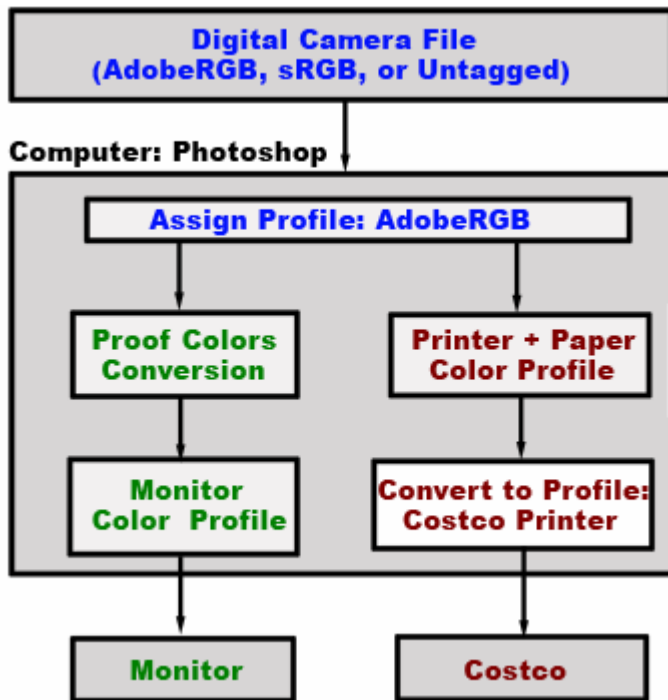 Digital Camera File
(AdobeRGB, sRGB, or Untagged)
Computer: Photoshop
Assign Profile: AdobeRGB
Proof Colors
Conversion
Printer + Paper
Color Profile
Monitor
Color Profile
Convert to Profile:
Costco Printer
Monitor
Costco